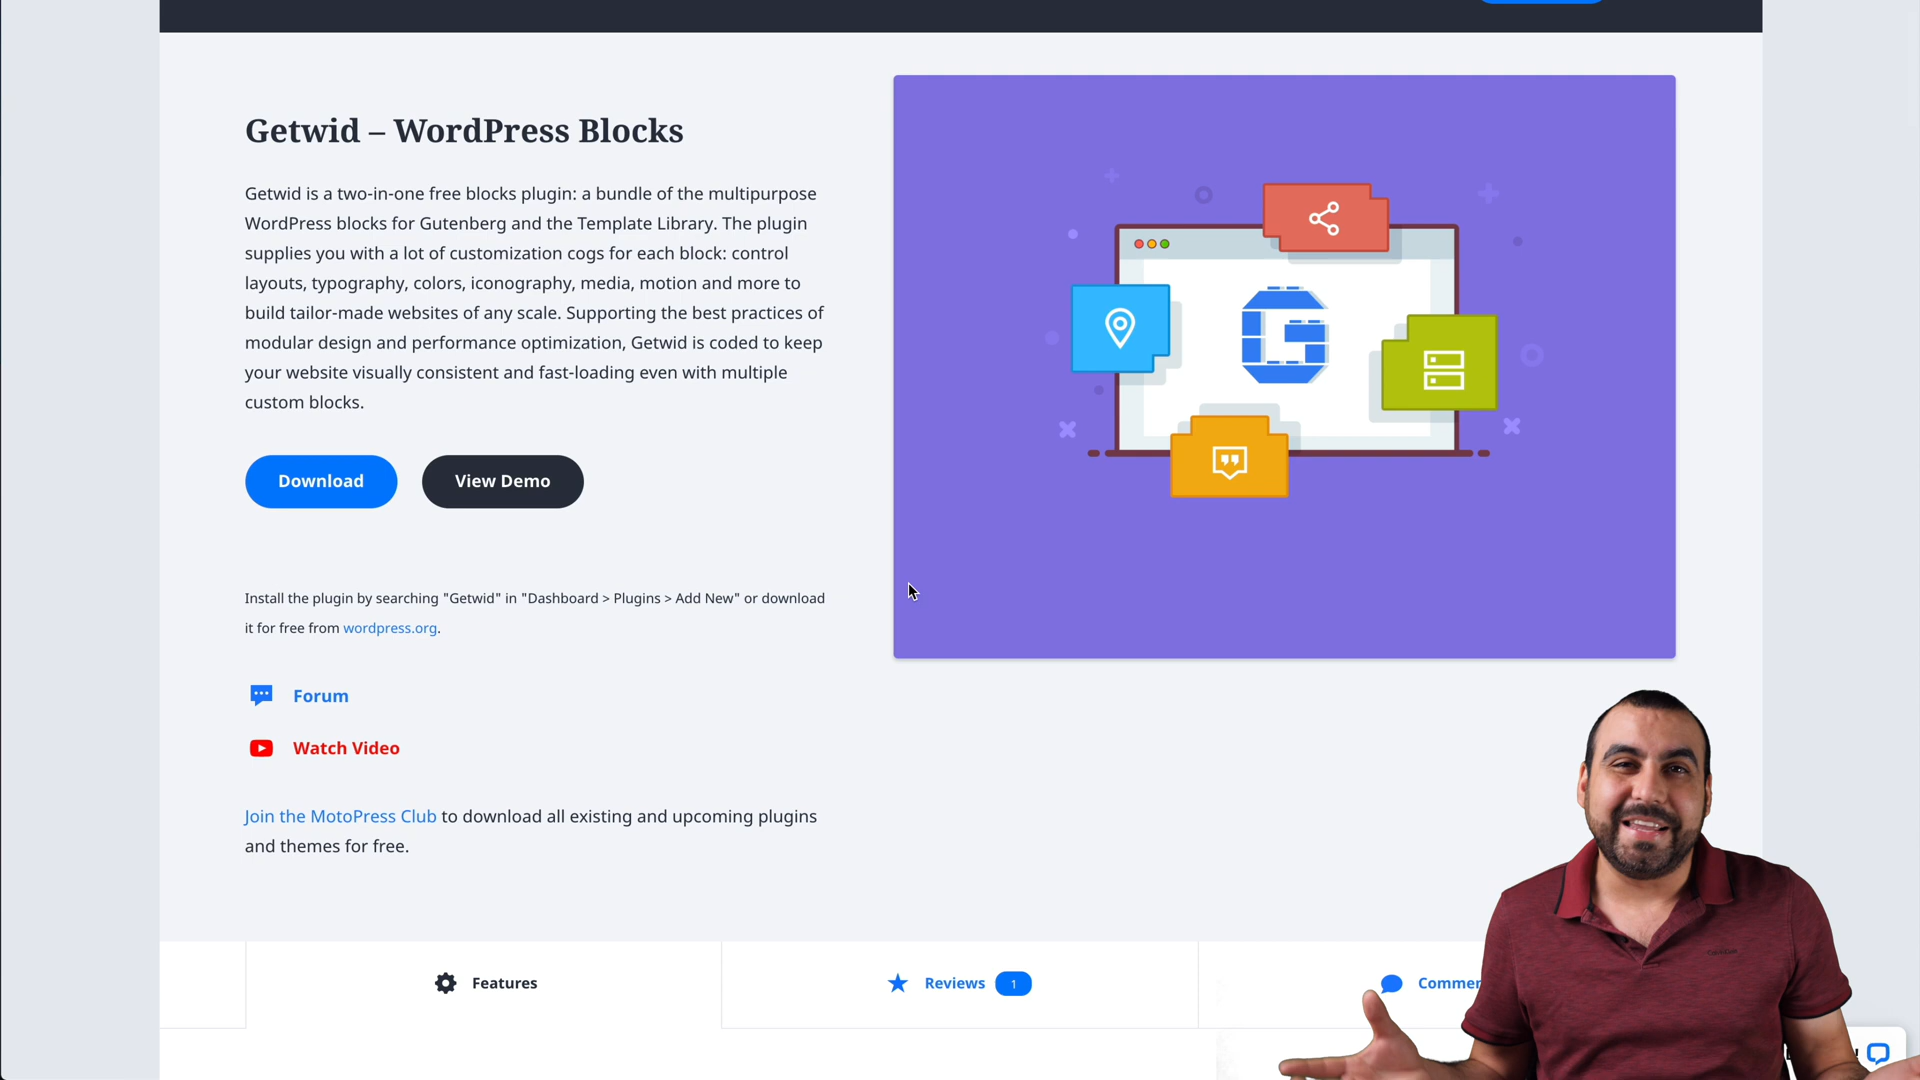 Getwid – WordPress Blocks
Getwid is a two-in-one free blocks plugin: a bundle of the multipurpose
WordPress blocks for Gutenberg and the Template Library. The plugin
supplies you with a lot of customization cogs for each block: control
layouts, typography, colors, iconography, media, motion and more to
build tailor-made websites of any scale. Supporting the best practices of
modular design and performance optimization, Getwid is coded to keep
your website visually consistent and fast-loading even with multiple
custom blocks.
Download
View Demo
Install the plugin by searching "Getwid" in "Dashboard > Plugins > Add New" or download
it for free from wordpress.org.
Forum
Watch Video
Join the MotoPress Club to download all existing and upcoming plugins
and themes for free.
Features
Reviews 1
Commen